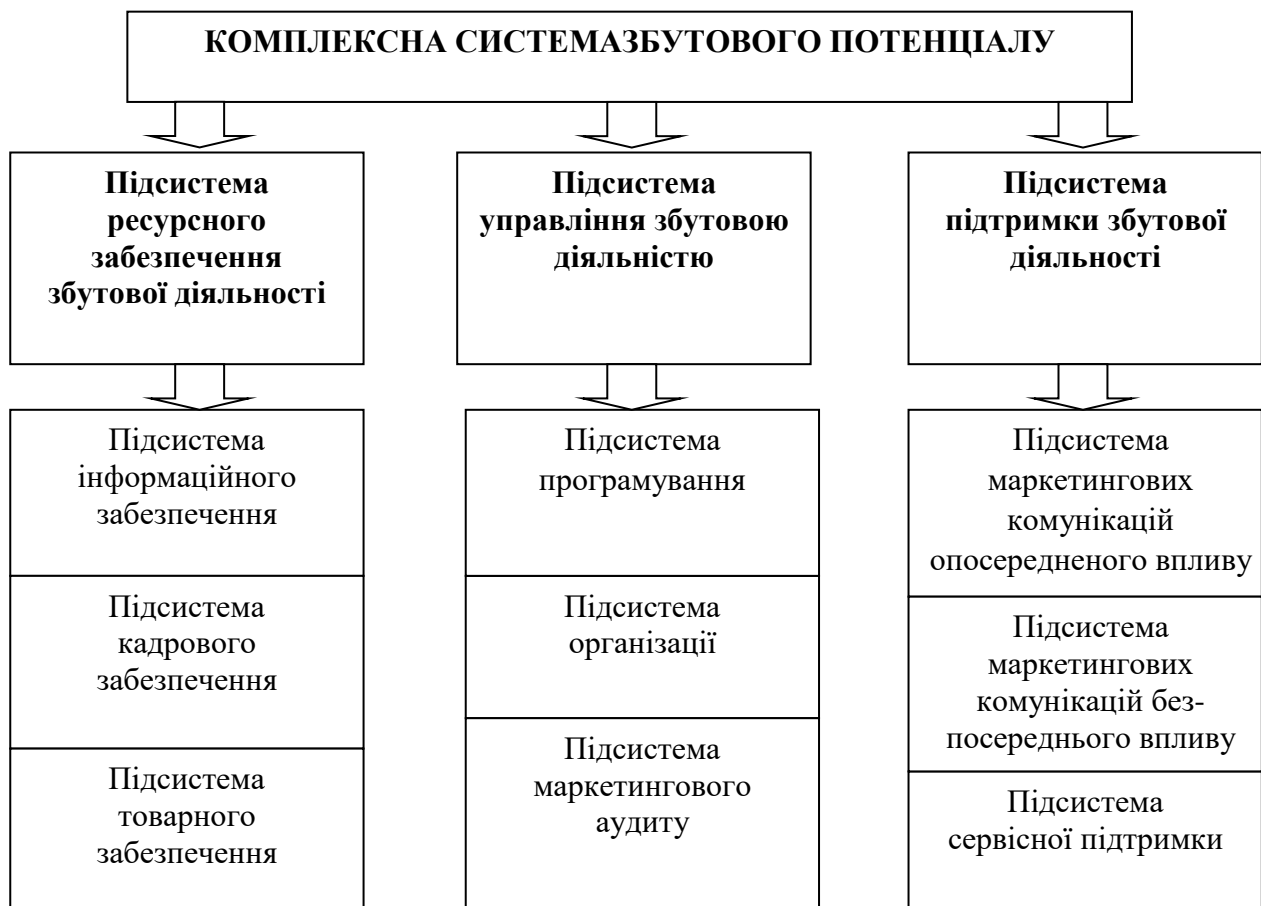 КОМПЛЕКСНА СИСТЕМАЗБУТОВОГО ПОТЕНЦІАЛУ
Підсистема
ресурсного
забезпечення
збутової діяльності
Підсистема
управління збутовою
діяльністю
Підсистема
підтримки збутової
діяльності
Підсистема
інформаційного
забезпечення
Підсистема
кадрового
забезпечення
Підсистема
товарного
забезпечення
Підсистема
програмування
Підсистема
організації
Підсистема
маркетингового
аудиту
Підсистема
маркетингових
комунікацій
опосередненого впливу
Підсистема
маркетингових
комунікацій без-
посереднього впливу
Підсистема
сервісної підтримки